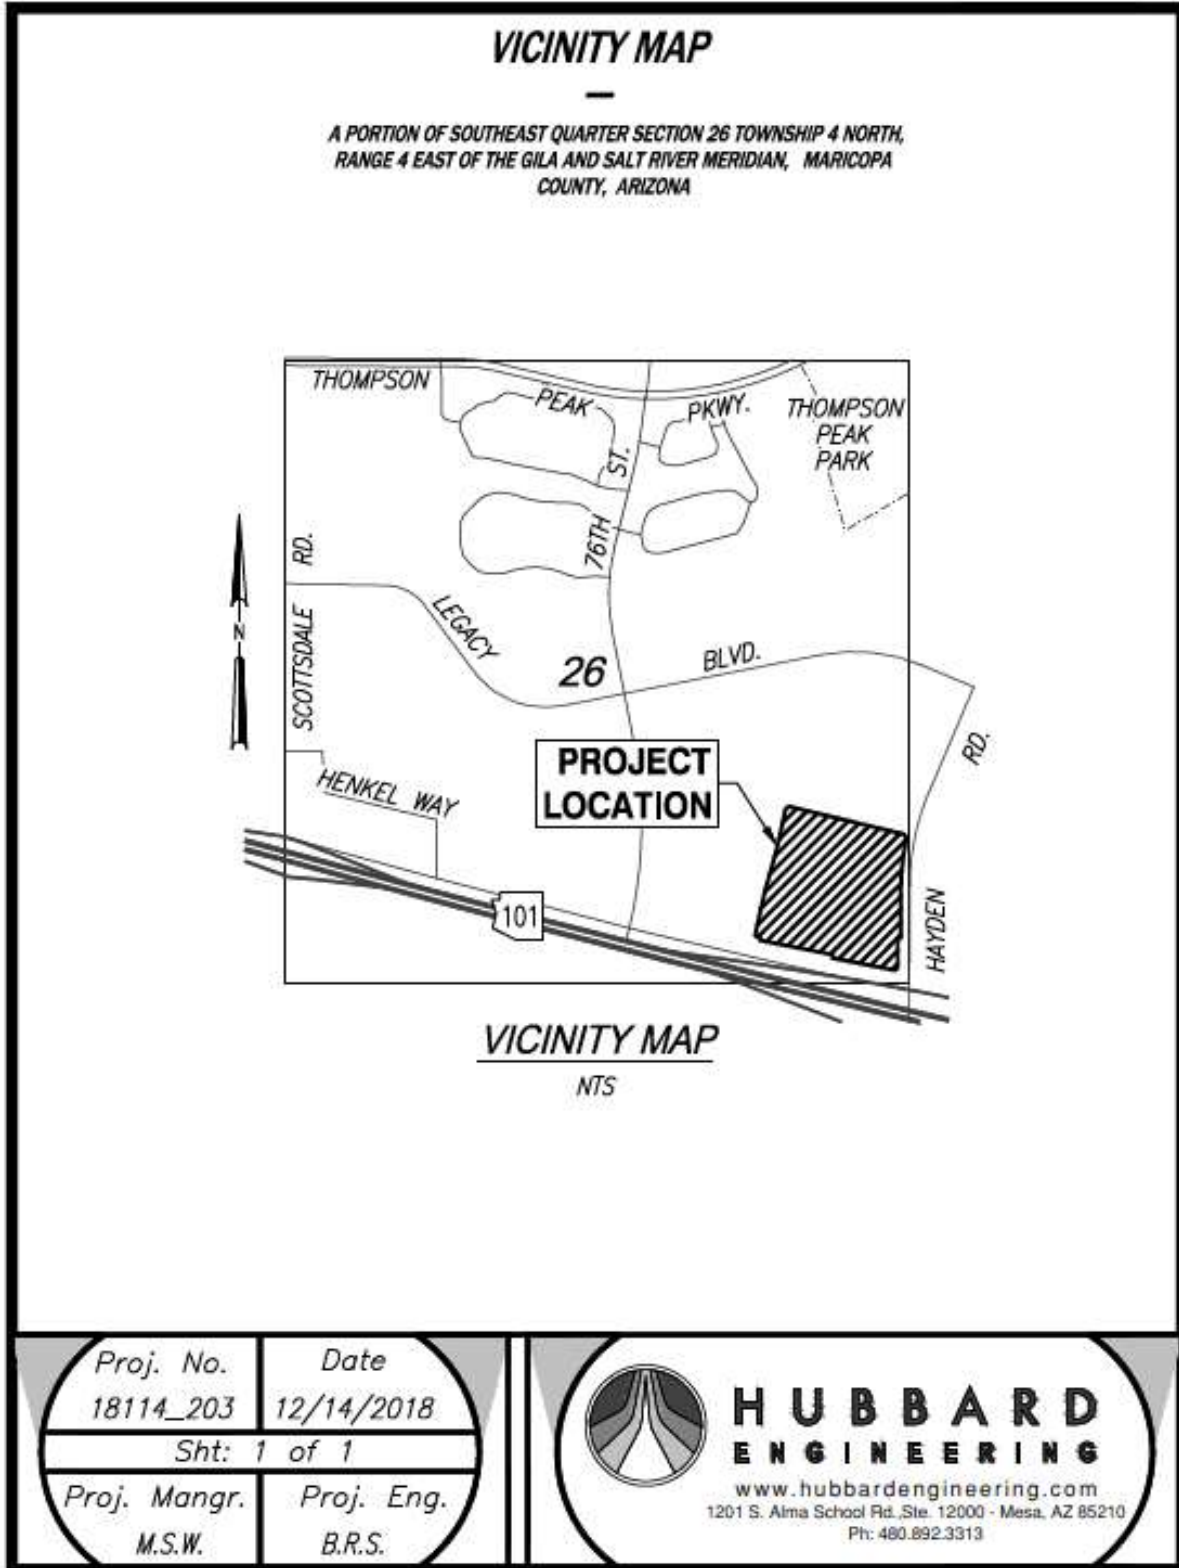 VICINITY MAP
A PORTION OF SOUTHEAST QUARTER SECTION 26 TOWNSHIP 4 NORTH,
RANGE 4 EAST OF THE GILA AND SALT RIVER MERIDIAN, MARICOPA
COUNTY, ARIZONA
THOMPSON
PEAK
PKWY.
THOMPSON
PEAK
PARK
76TH
ST.
SCOTTSDALE
RD.
N
LEGACY
BLVD.
26
HENKEL WAY
PROJECT
LOCATION
HAYDEN
RD.
101
VICINITY MAP
NTS
Proj. No.
18114_203
Date
12/14/2018
Sht: 1 of 1
Proj. Mangr.
M.S.W.
Proj. Eng.
B.R.S.
HUBBARD
ENGINEERING
www.hubbardengineering.com
1201 S. Alma School Rd.,Ste. 12000 - Mesa, AZ 85210
Ph: 480.892.3313